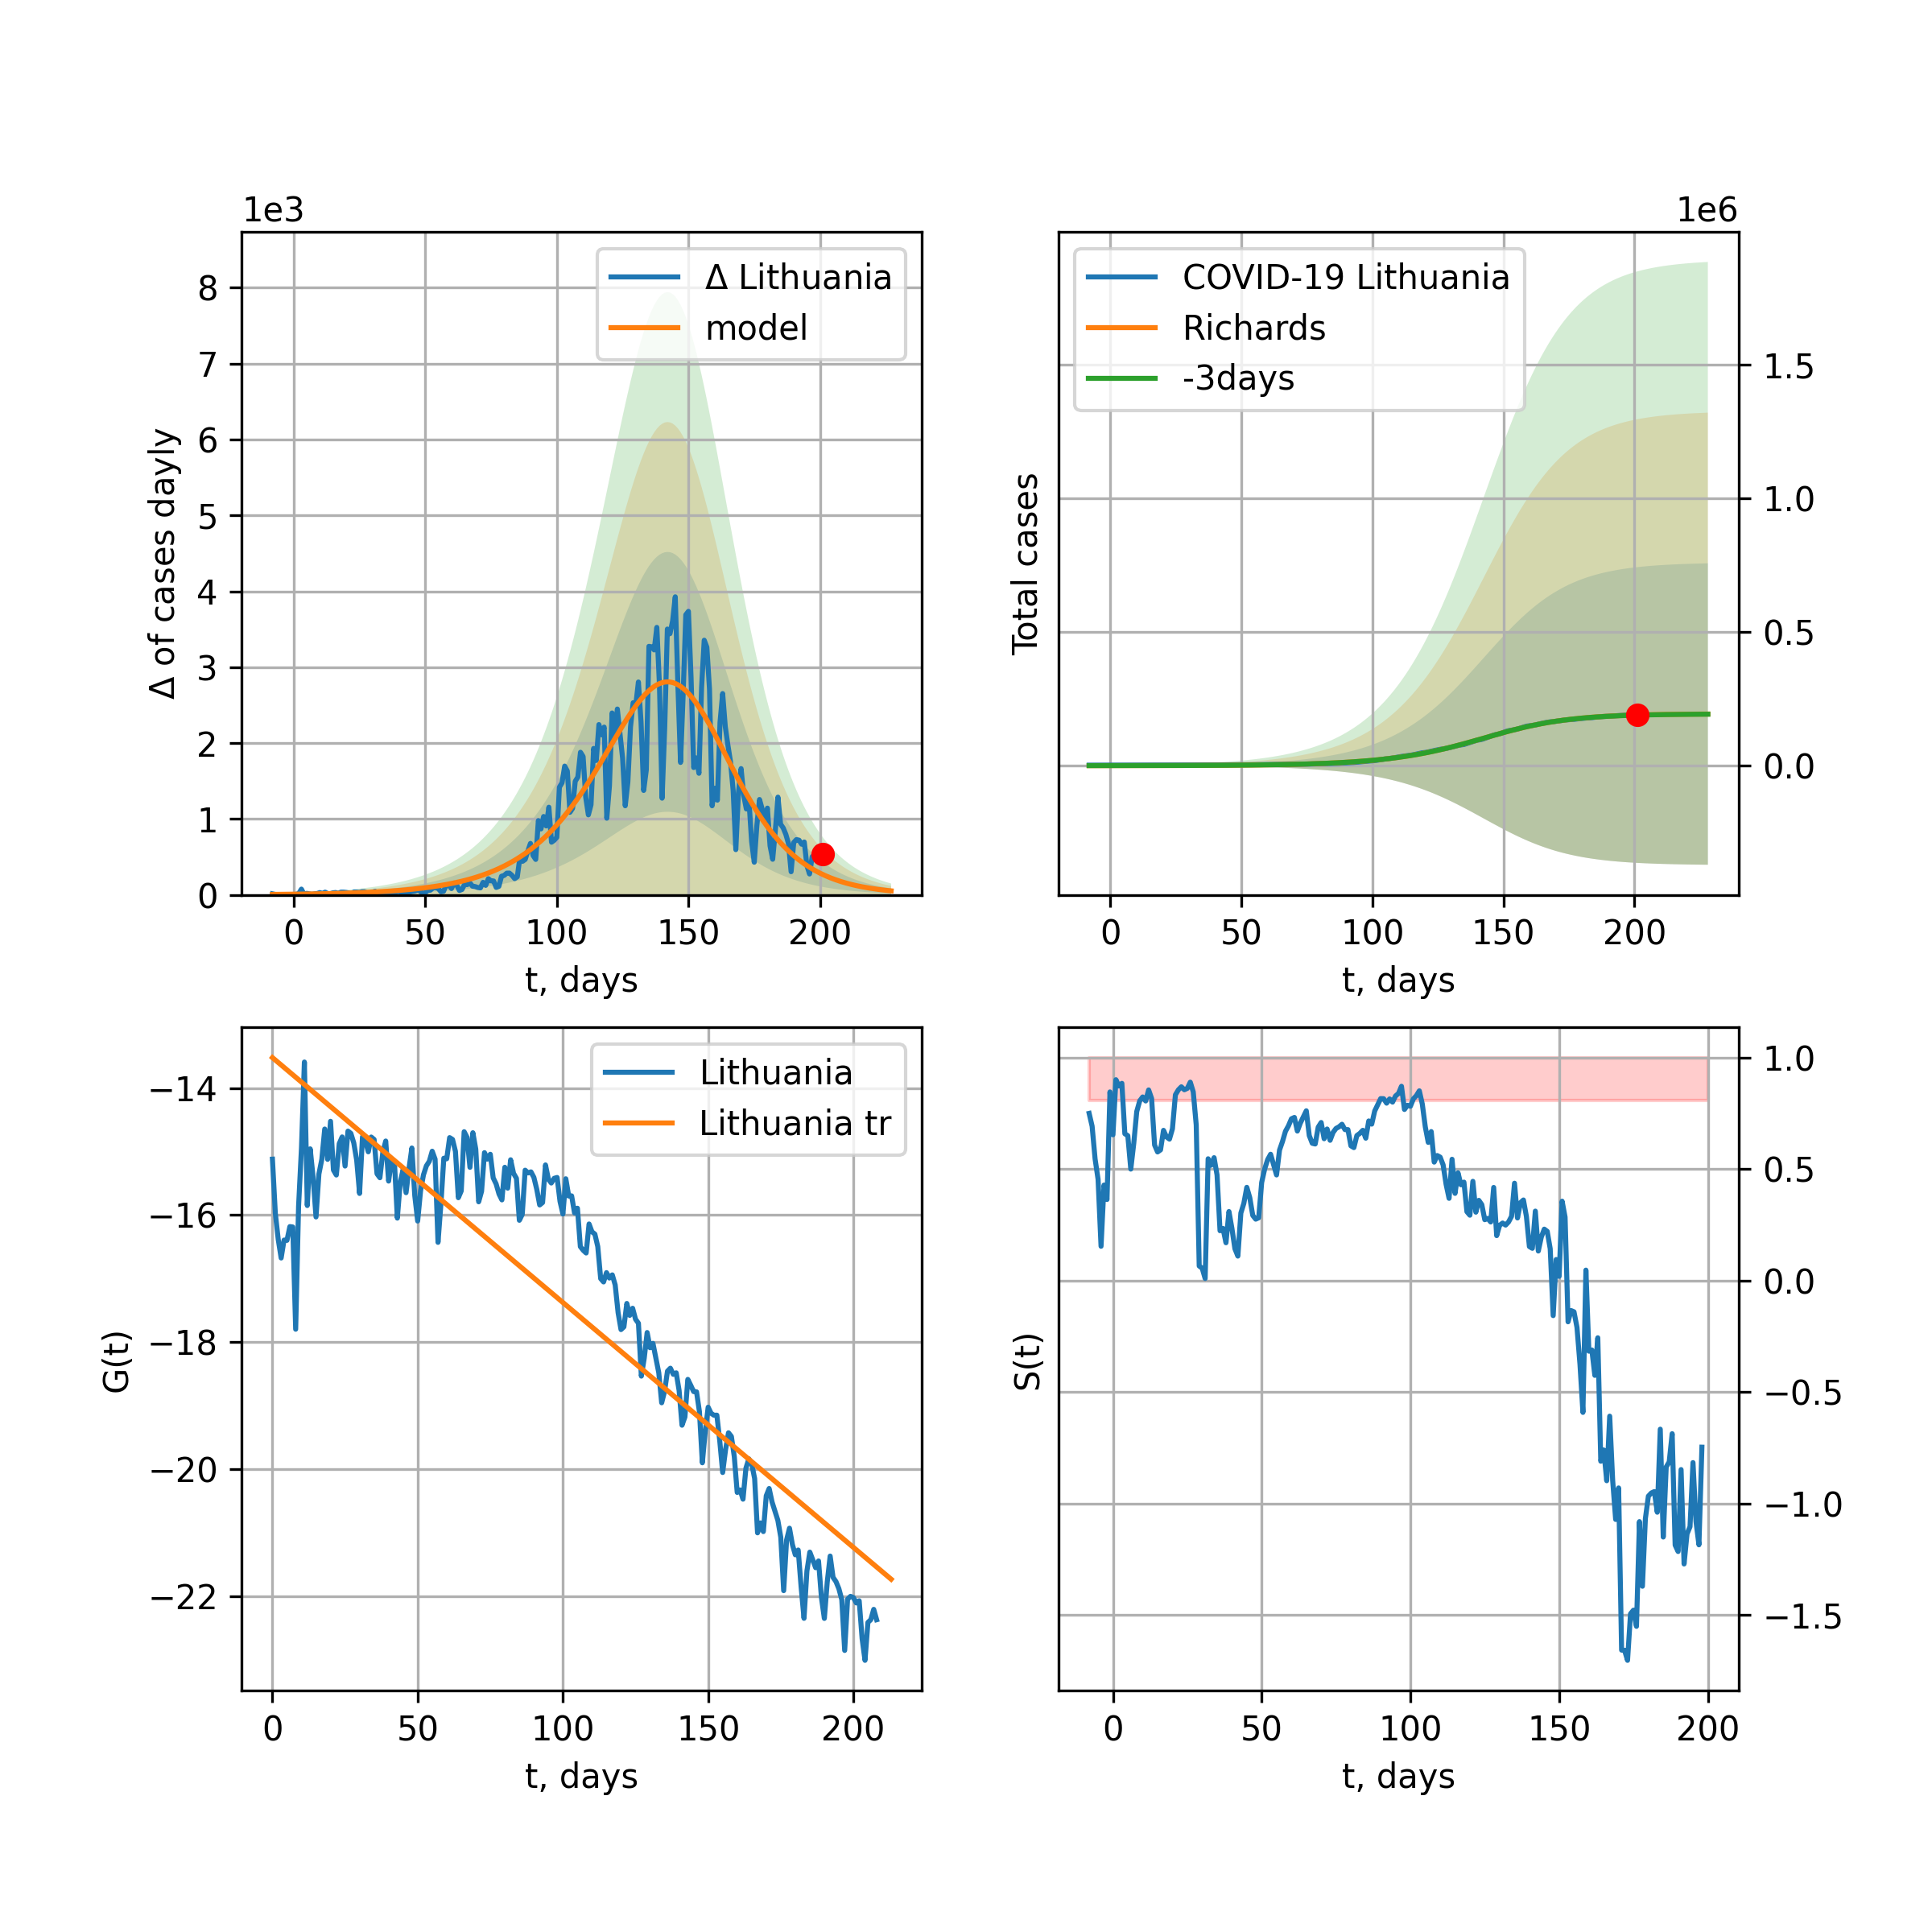 1e3
Δ Lithuania
model
8
7
6
5
4
3
2
1
0
Δ of cases dayly
0 50 100 150 200
t, days
1e6
COVID-19 Lithuania
Richards
-3days
1.5
1.0
0.5
0.0
Total cases
0 50 100 150 200
t, days
Lithuania
Lithuania tr
−14
−16
−18
−20
−22
G(t)
0 50 100 150 200
t, days
1.0
0.5
0.0
−0.5
−1.0
−1.5
S(t)
0 50 100 150 200
t, days